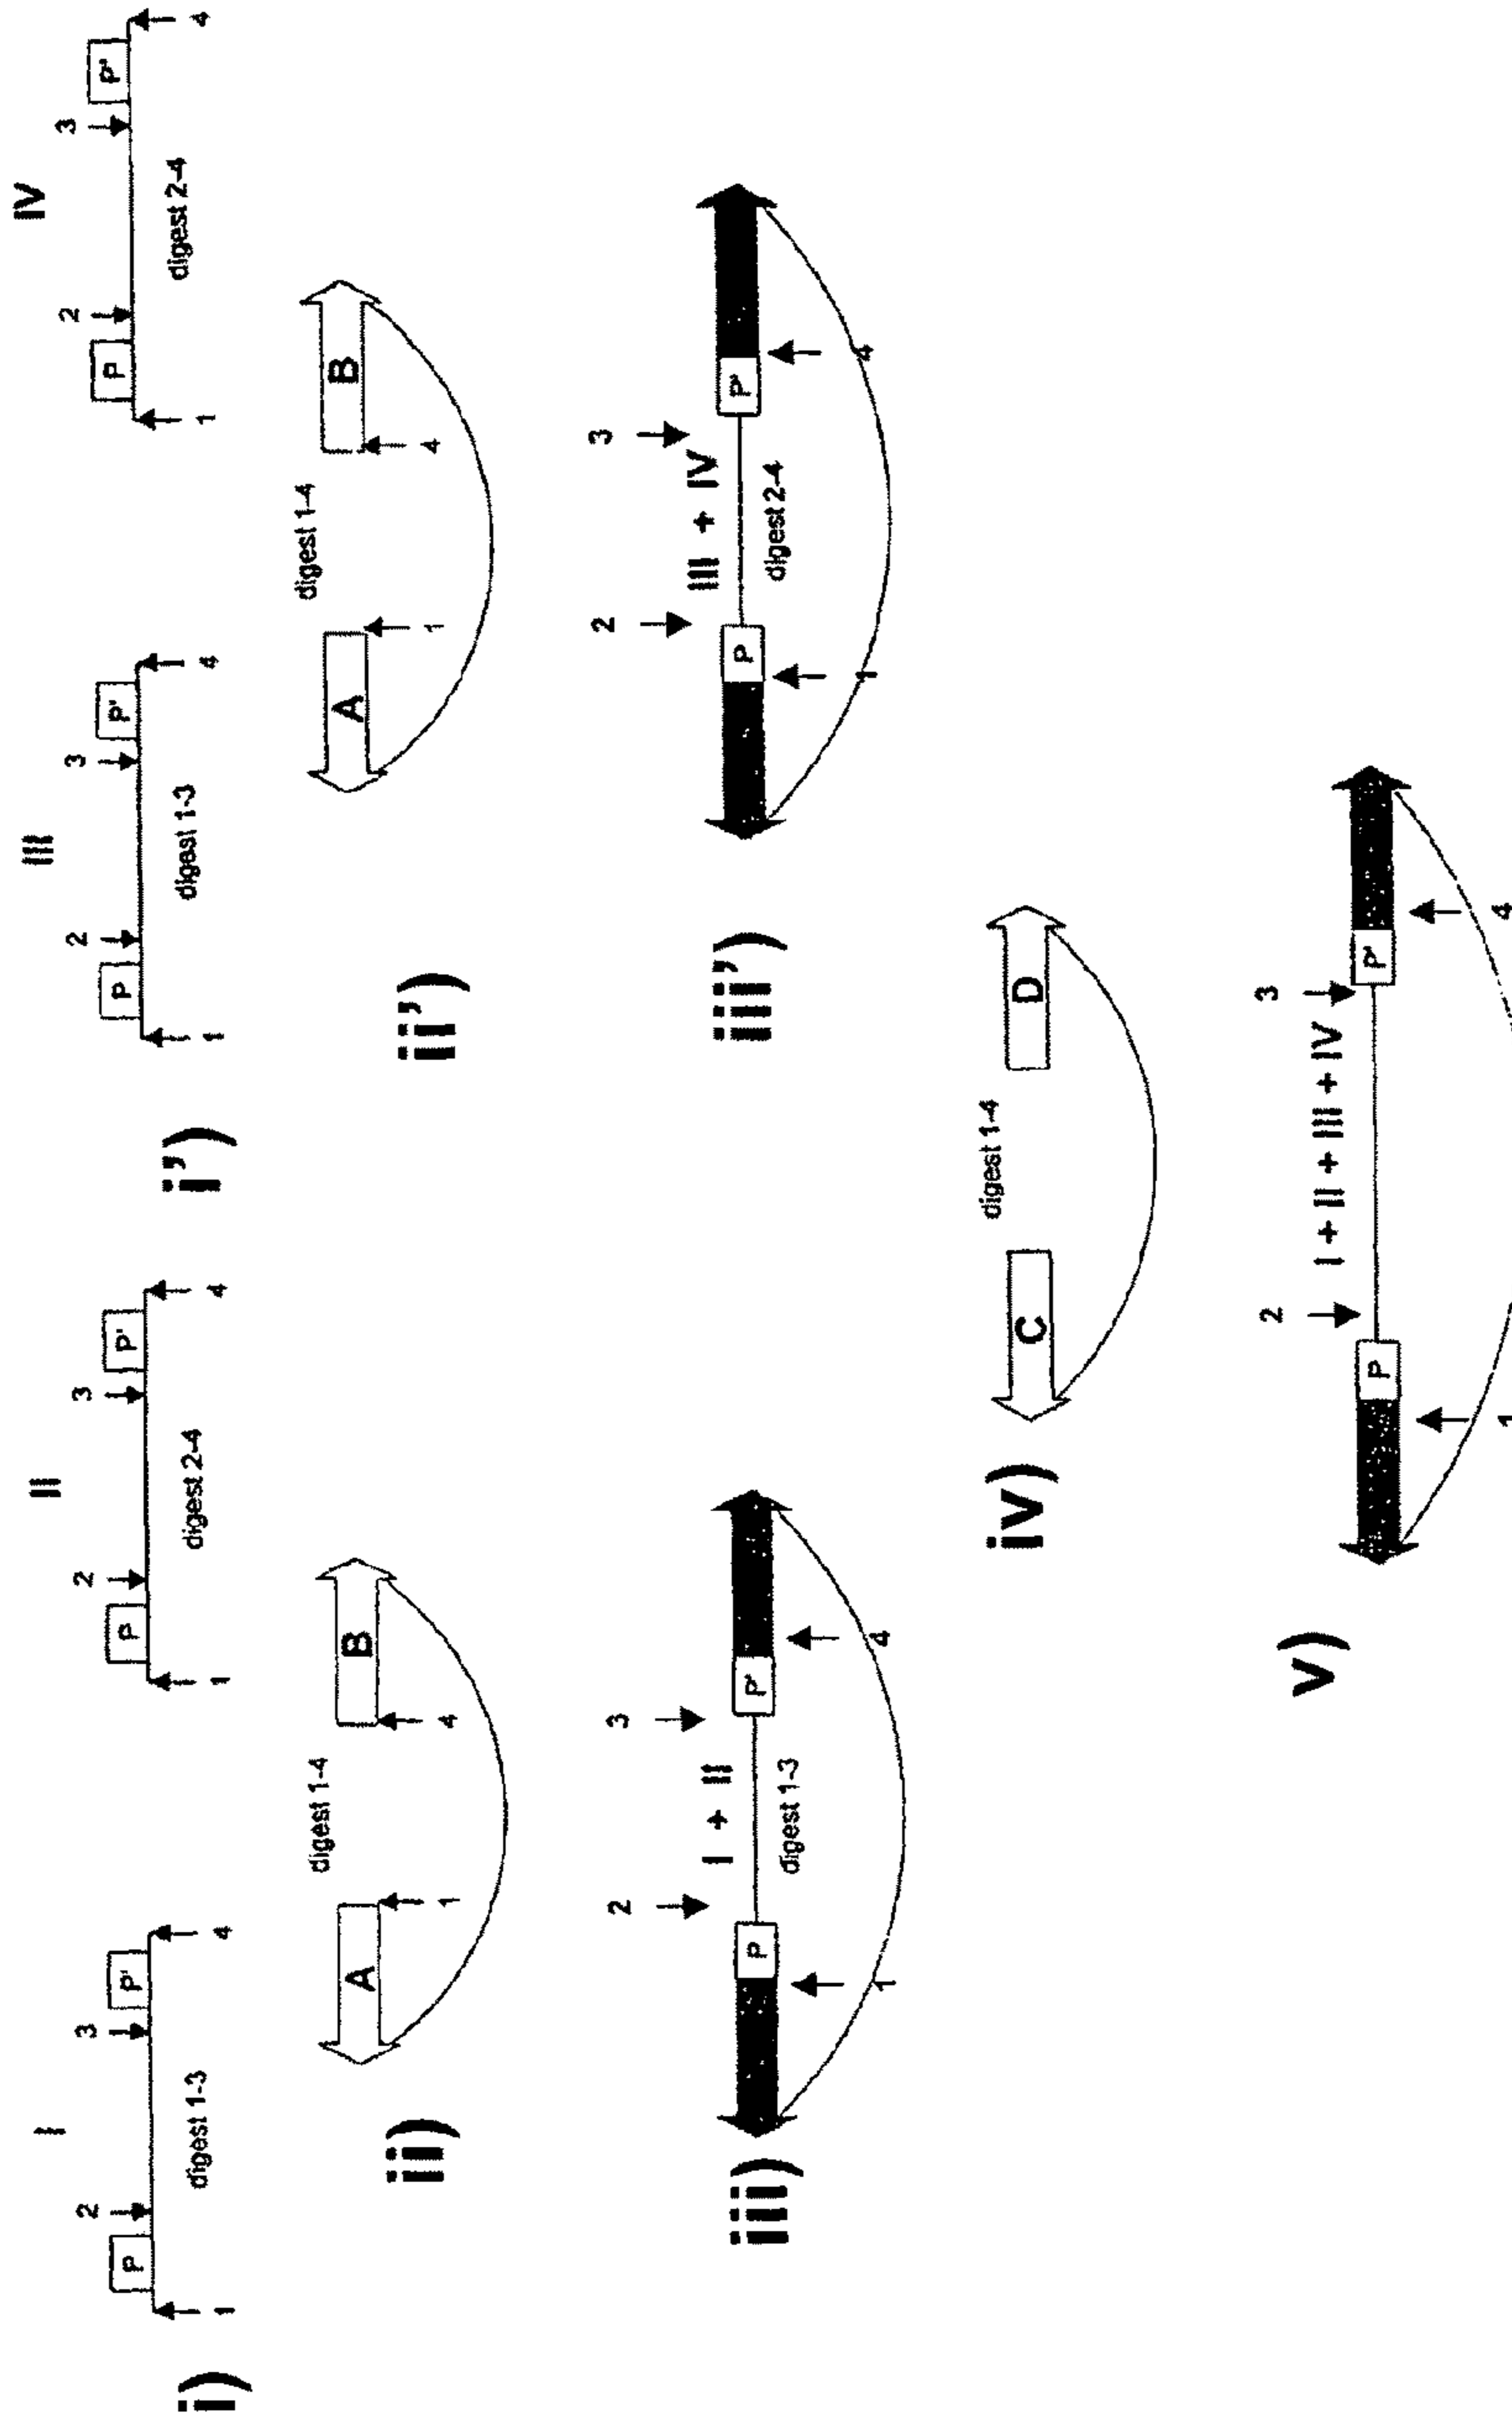 I II III IV
2 3 2 3 2 3 2 3
P P' P P' P P' P P'
i) i')
1 4 1 4 1 4 1 4
digest 1-3 digest 2-4 digest 1-3 digest 2-4
digest 1-4 digest 1-4
ii) A B ii') A B
1 4 1 4
2 3 2 3
I + II III + IV
iii) P P' iii') P P'
digest 1-3 digest 2-4
1 4 1 4
digest 1-4
iv) C D
2 3
I + II + III + IV
v) P P'
1 4